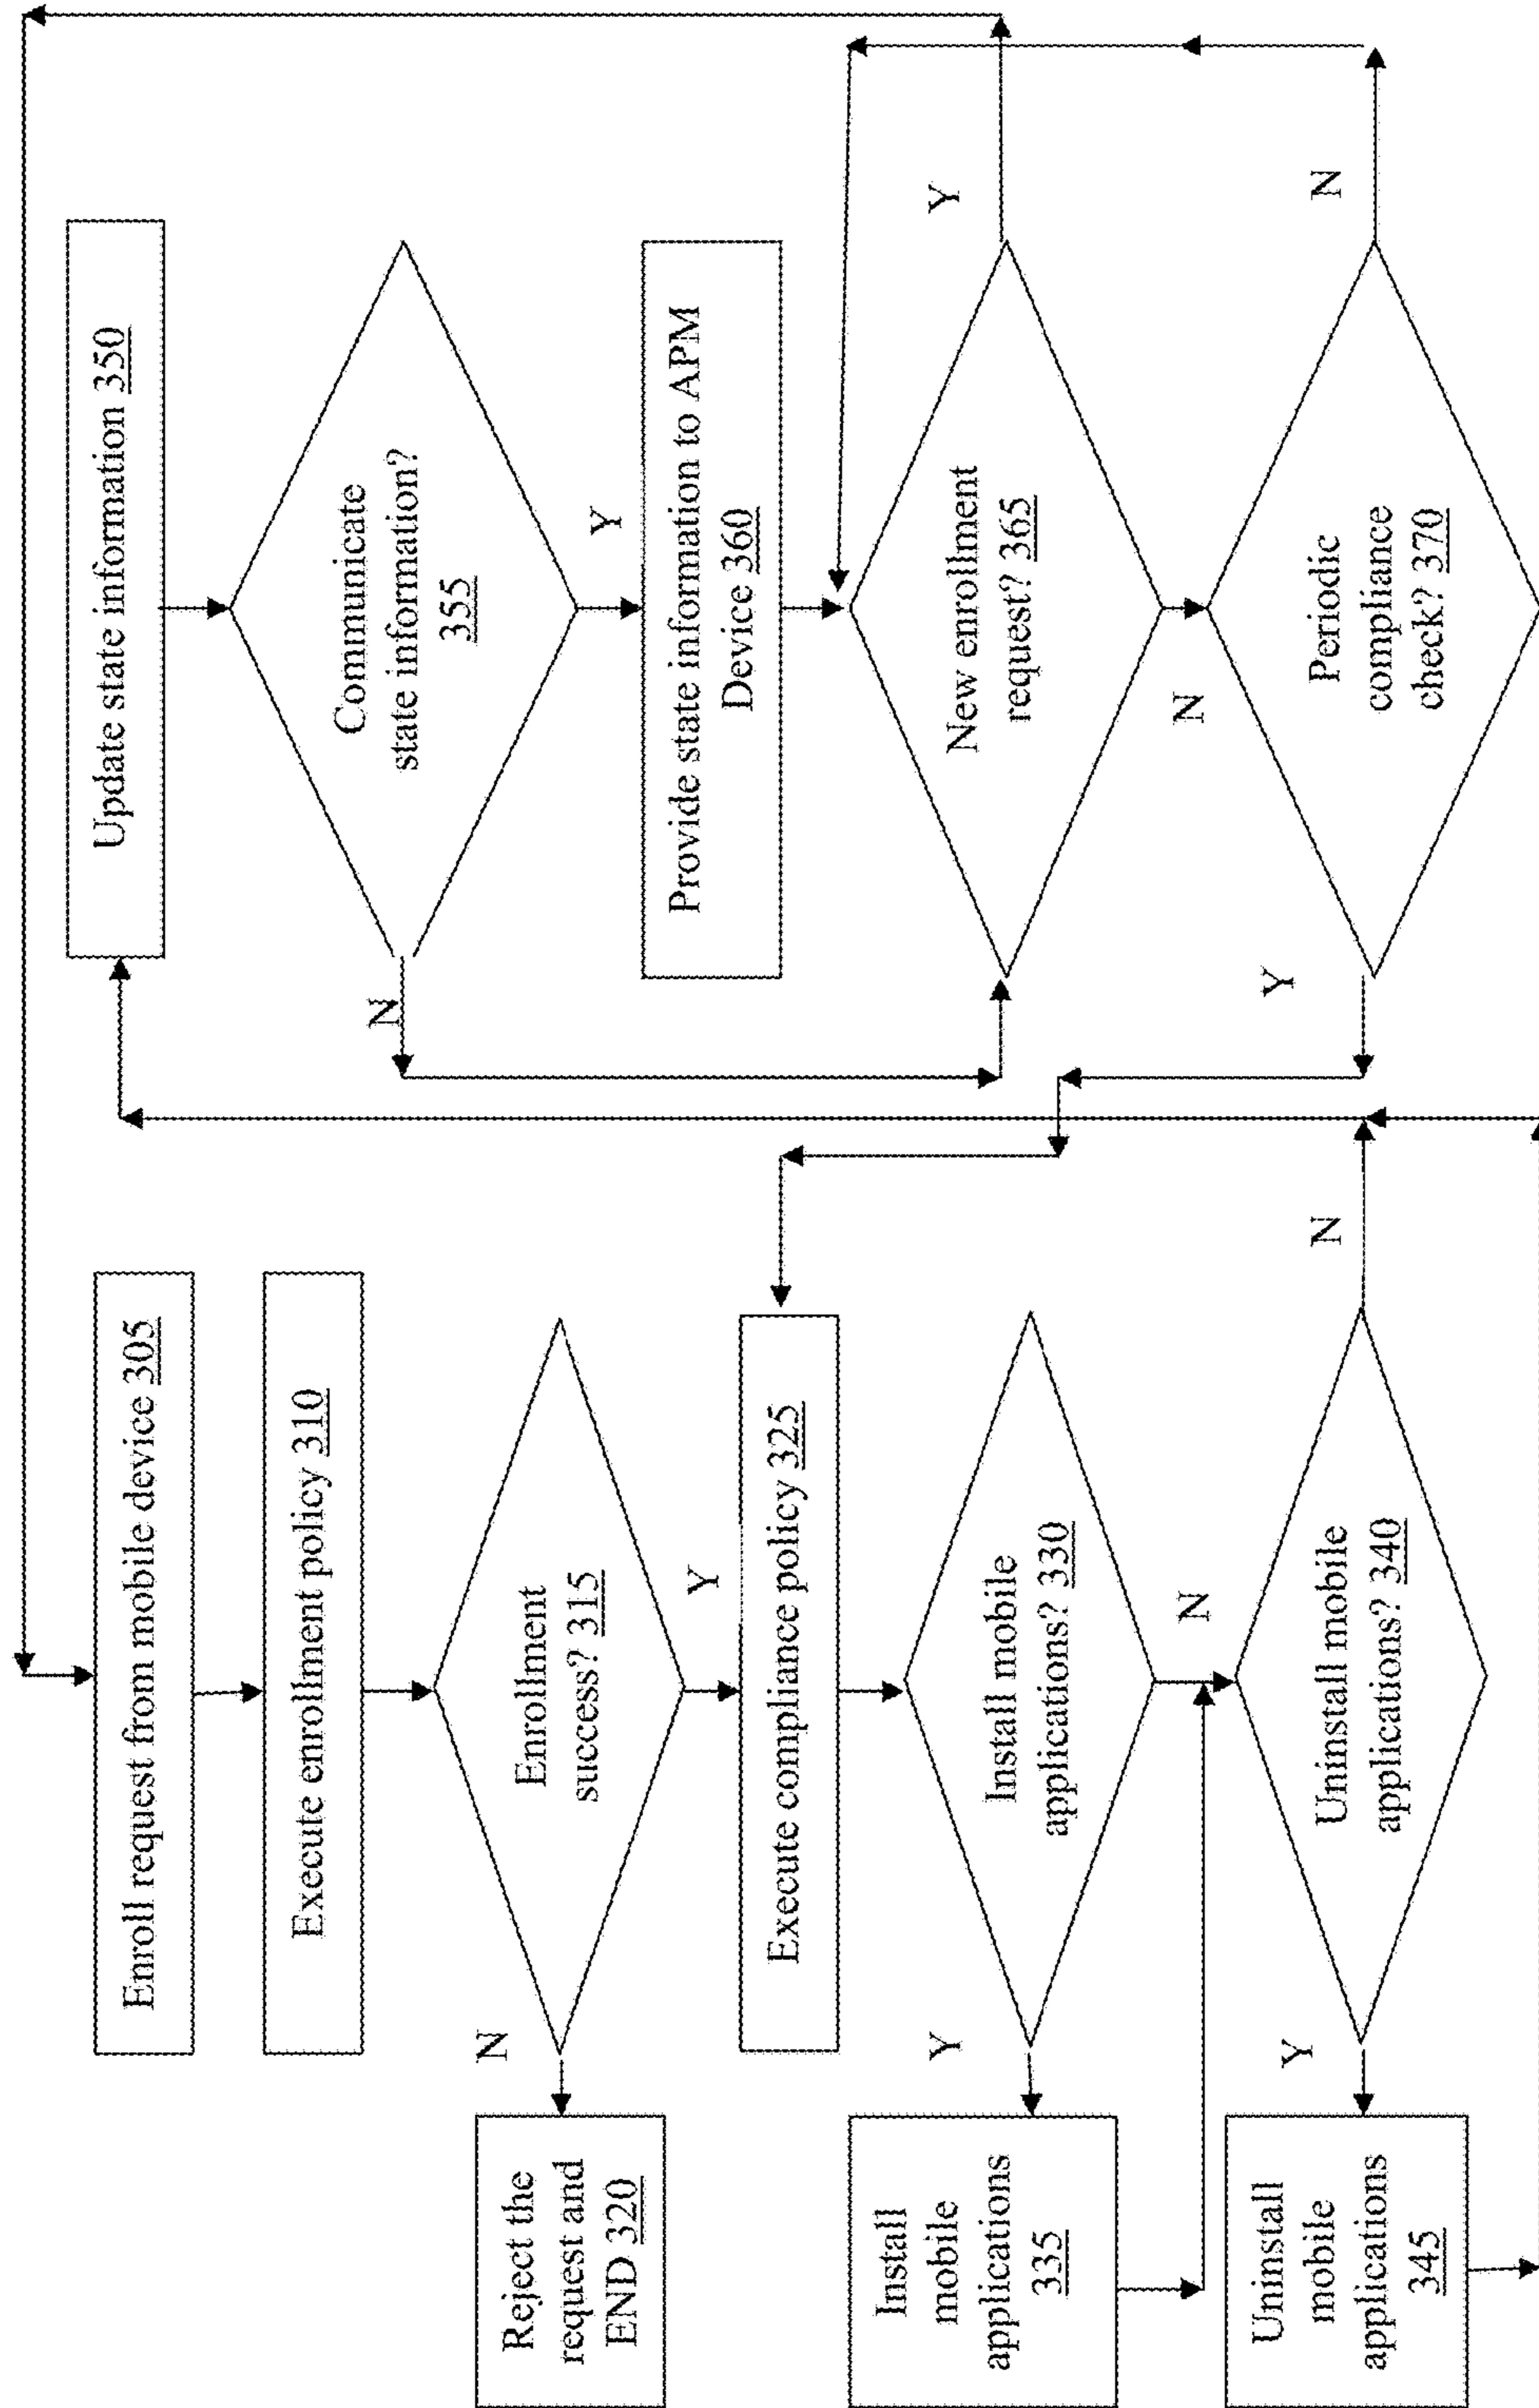 Enroll request from mobile device 305
Execute enrollment policy 310
Enrollment
success? 315
N
Y
Reject the
request and
END 320
Execute compliance policy 325
Install mobile
applications? 330
Y
N
Install
mobile
applications
335
Uninstall mobile
applications? 340
Y
N
Uninstall
mobile
applications
345
Update state information 350
Communicate
state information?
355
N
Y
Provide state information to APM
Device 360
New enrollment
request? 365
Y
N
Periodic
compliance
check? 370
Y
N